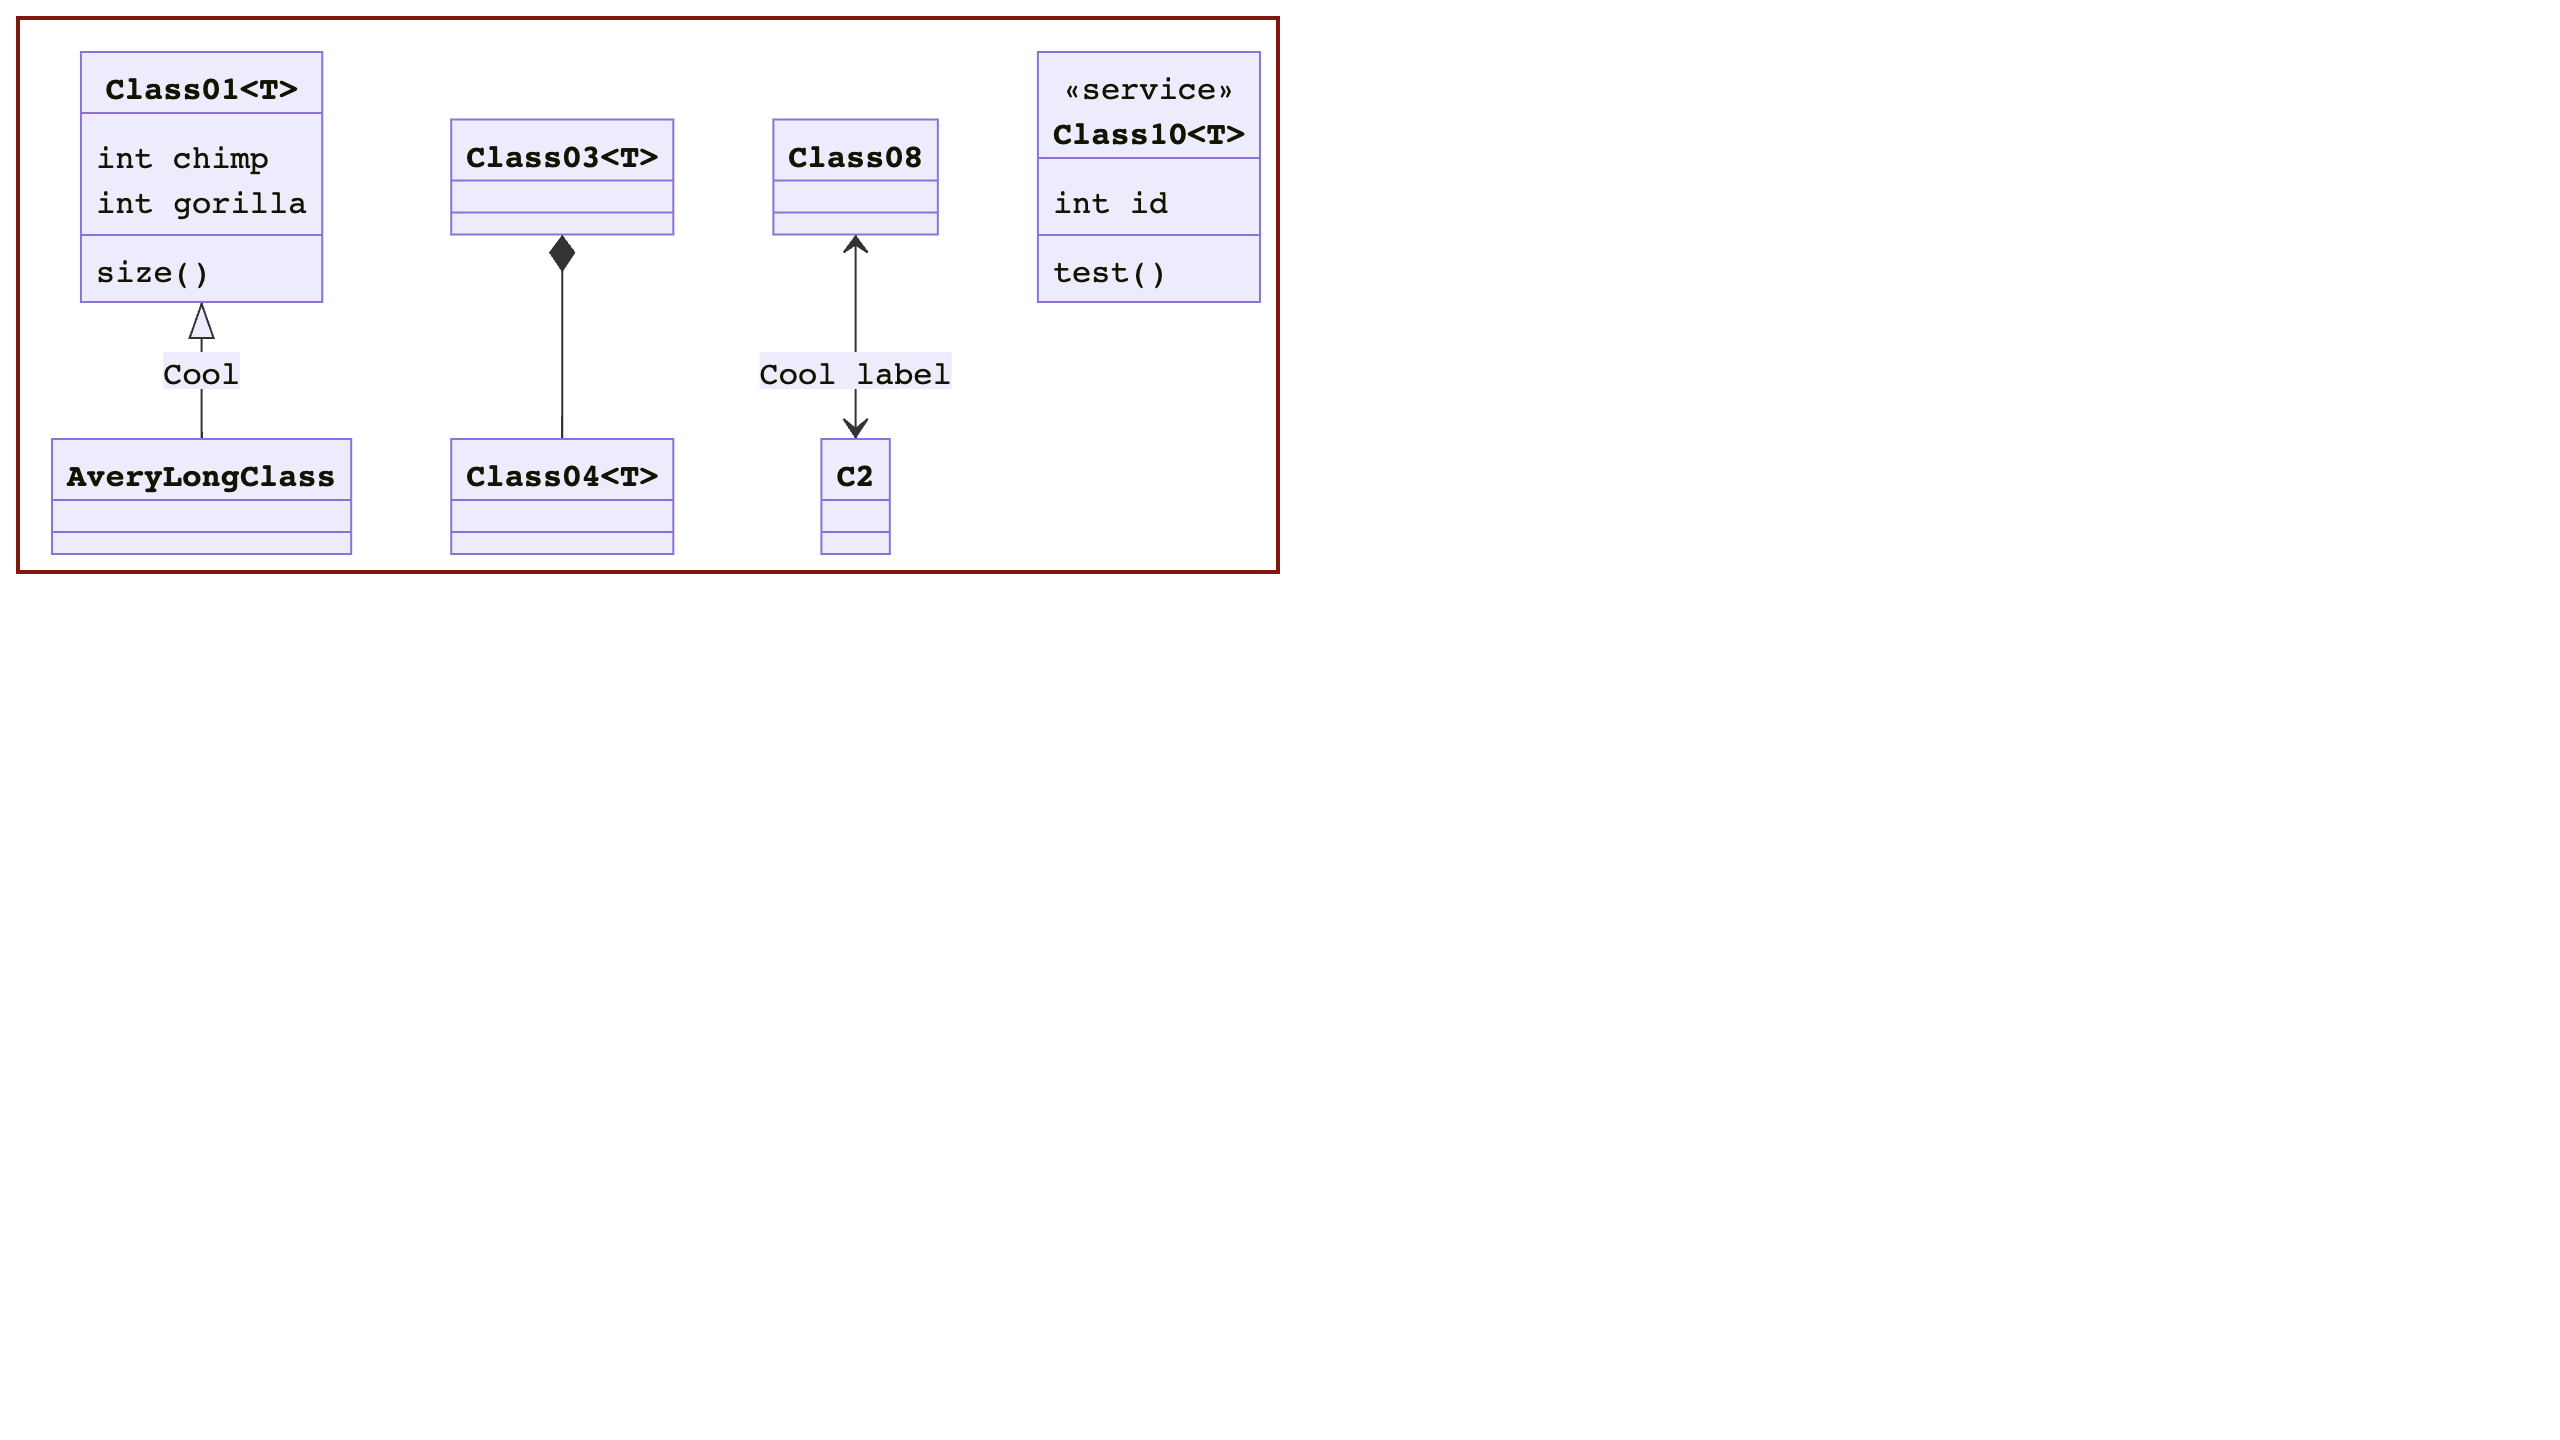 Class01<T>
int chimp
int gorilla
size()
Cool
AveryLongClass
Class03<T>
Class04<T>
Class08
Cool label
C2
«service»
Class10<T>
int id
test()